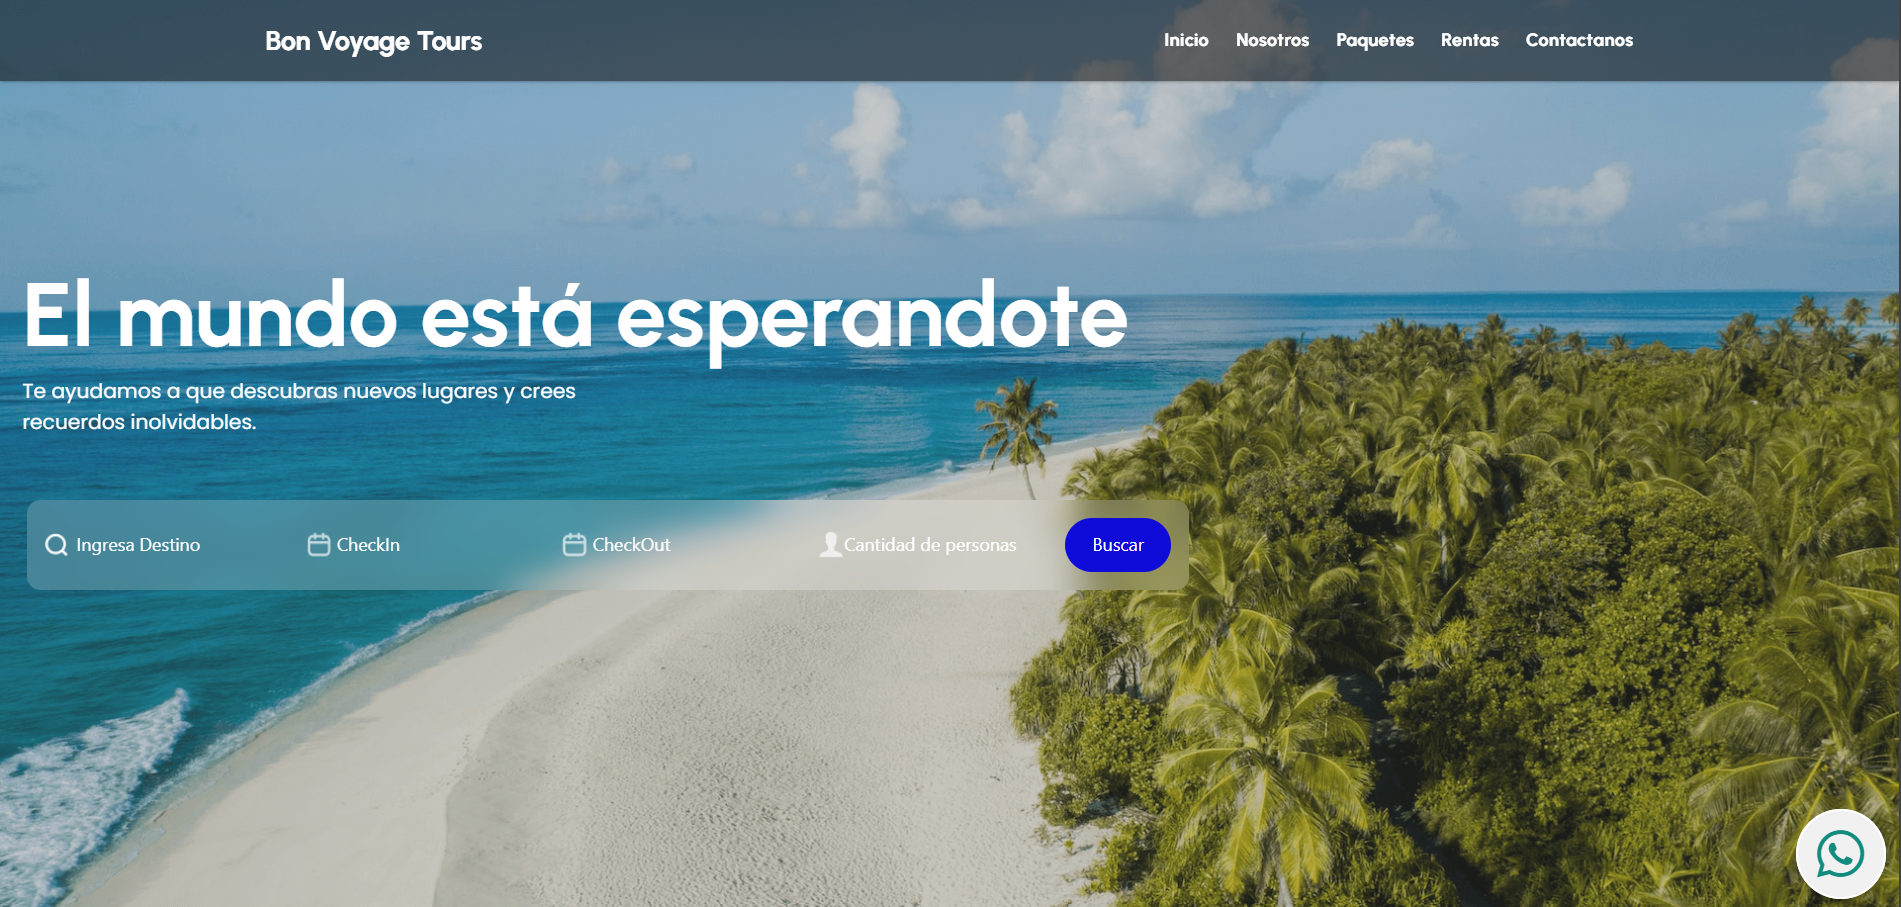 Bon Voyage Tours
Inicio Nosotros Paquetes Rentas Contactanos
El mundo está esperandote
Te ayudamos a que descubras nuevos lugares y crees
recuerdos inolvidables.
Ingresa Destino CheckIn CheckOut Cantidad de personas Buscar